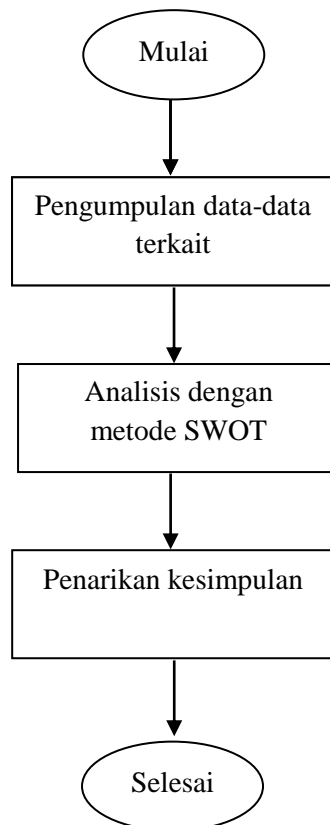 Mulai
Pengumpulan data-data
terkait
Analisis dengan
metode SWOT
Penarikan kesimpulan
Selesai